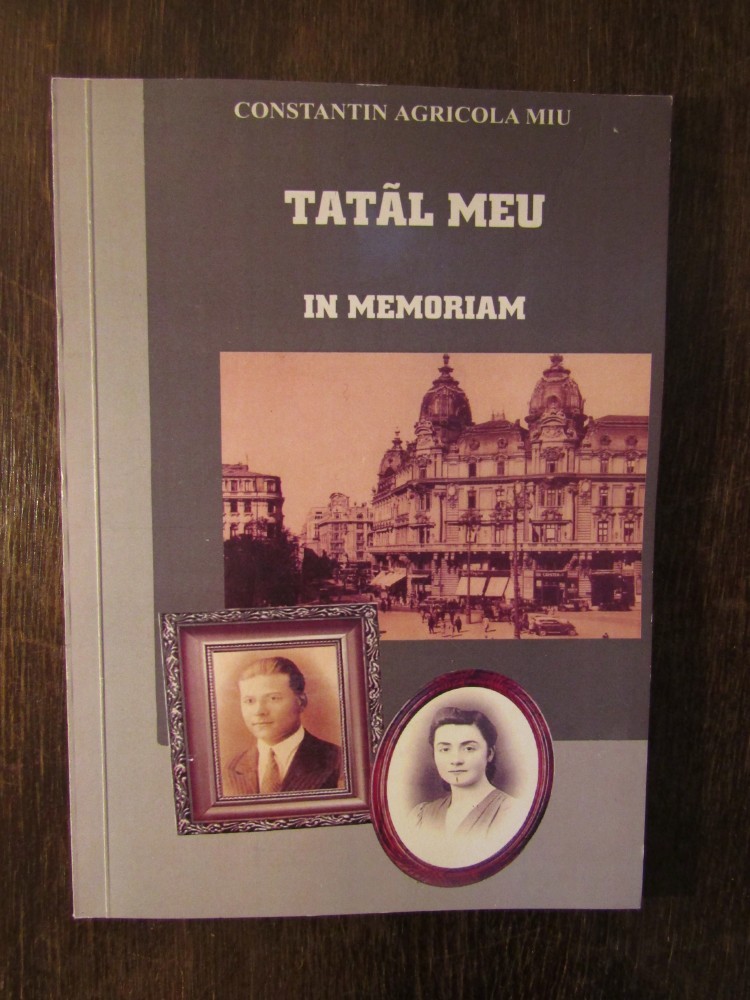 CONSTANTIN AGRICOLA MIU
TATÃL MEU
IN MEMORIAM